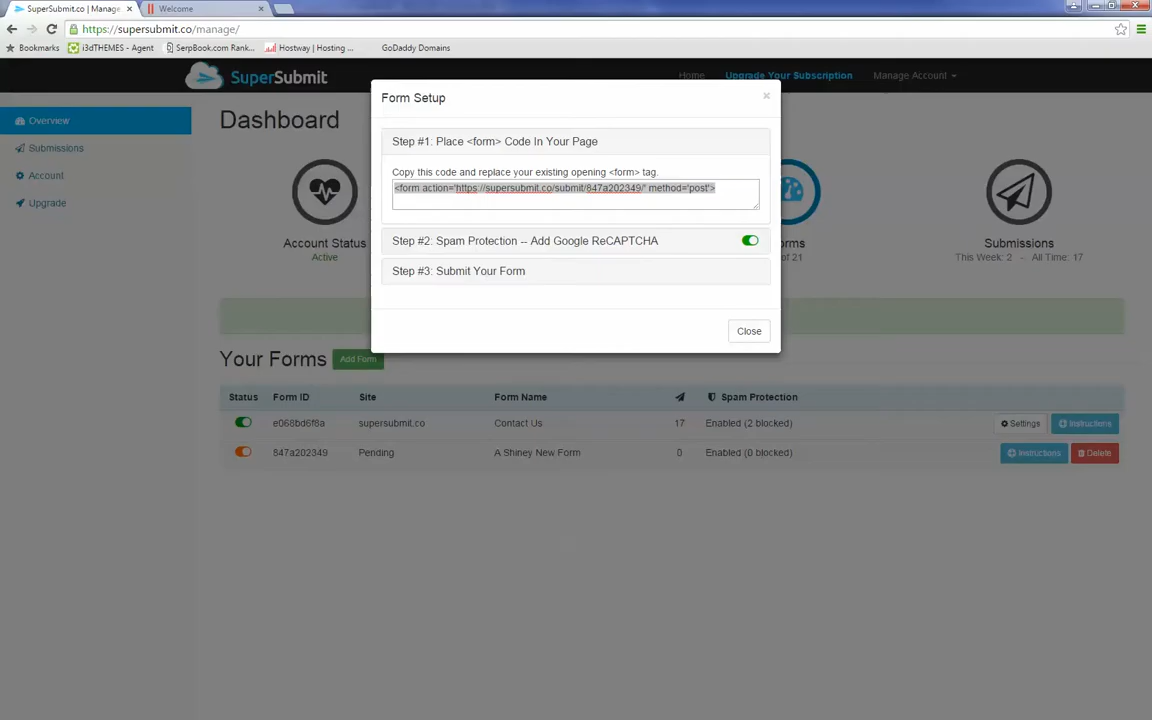 SuperSubmit.co | Manage
Welcome
https://supersubmit.co/manage/
Bookmarks i3dTHEMES - Agent SerpBook.com Rank... Hostway | Hosting ... GoDaddy Domains
SuperSubmit
Home Upgrade Your Subscription Manage Account
Overview
Submissions
Account
Upgrade
Dashboard
Account Status
Active
orms
of 21
Submissions
This Week: 2 -. All Time: 17
Form Setup
×
Step #1: Place <form> Code In Your Page
Copy this code and replace your existing opening <form> tag.
<form action='https://supersubmit.co/submit/847a202349/' method='post'>
Step #2: Spam Protection -- Add Google ReCAPTCHA
Step #3: Submit Your Form
Close
Your Forms Add Form
Status Form ID Site Form Name Spam Protection
e068bd6f8a supersubmit.co Contact Us 17 Enabled (2 blocked) Settings Instructions
847a202349 Pending A Shiney New Form 0 Enabled (0 blocked) Instructions Delete